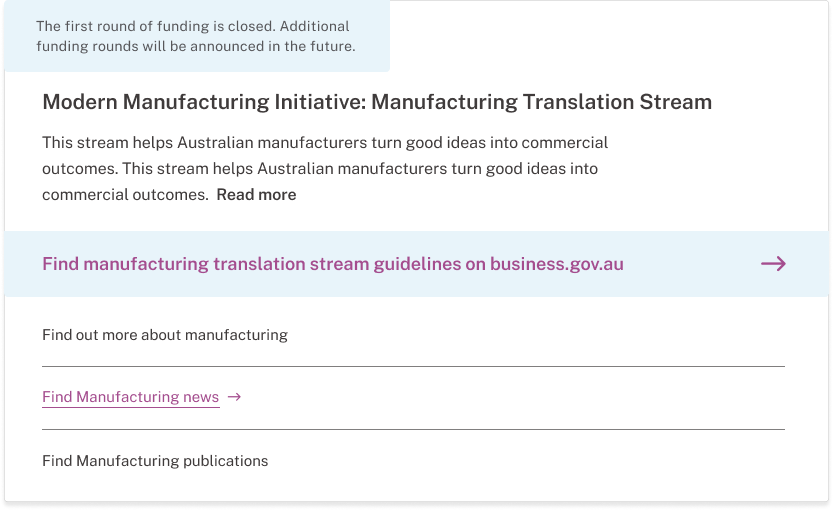 The first round of funding is closed. Additional
funding rounds will be announced in the future.
Modern Manufacturing Initiative: Manufacturing Translation Stream
This stream helps Australian manufacturers turn good ideas into commercial
outcomes. This stream helps Australian manufacturers turn good ideas into
commercial outcomes. Read more
Find manufacturing translation stream guidelines on business.gov.au →
Find out more about manufacturing
Find Manufacturing news →
Find Manufacturing publications